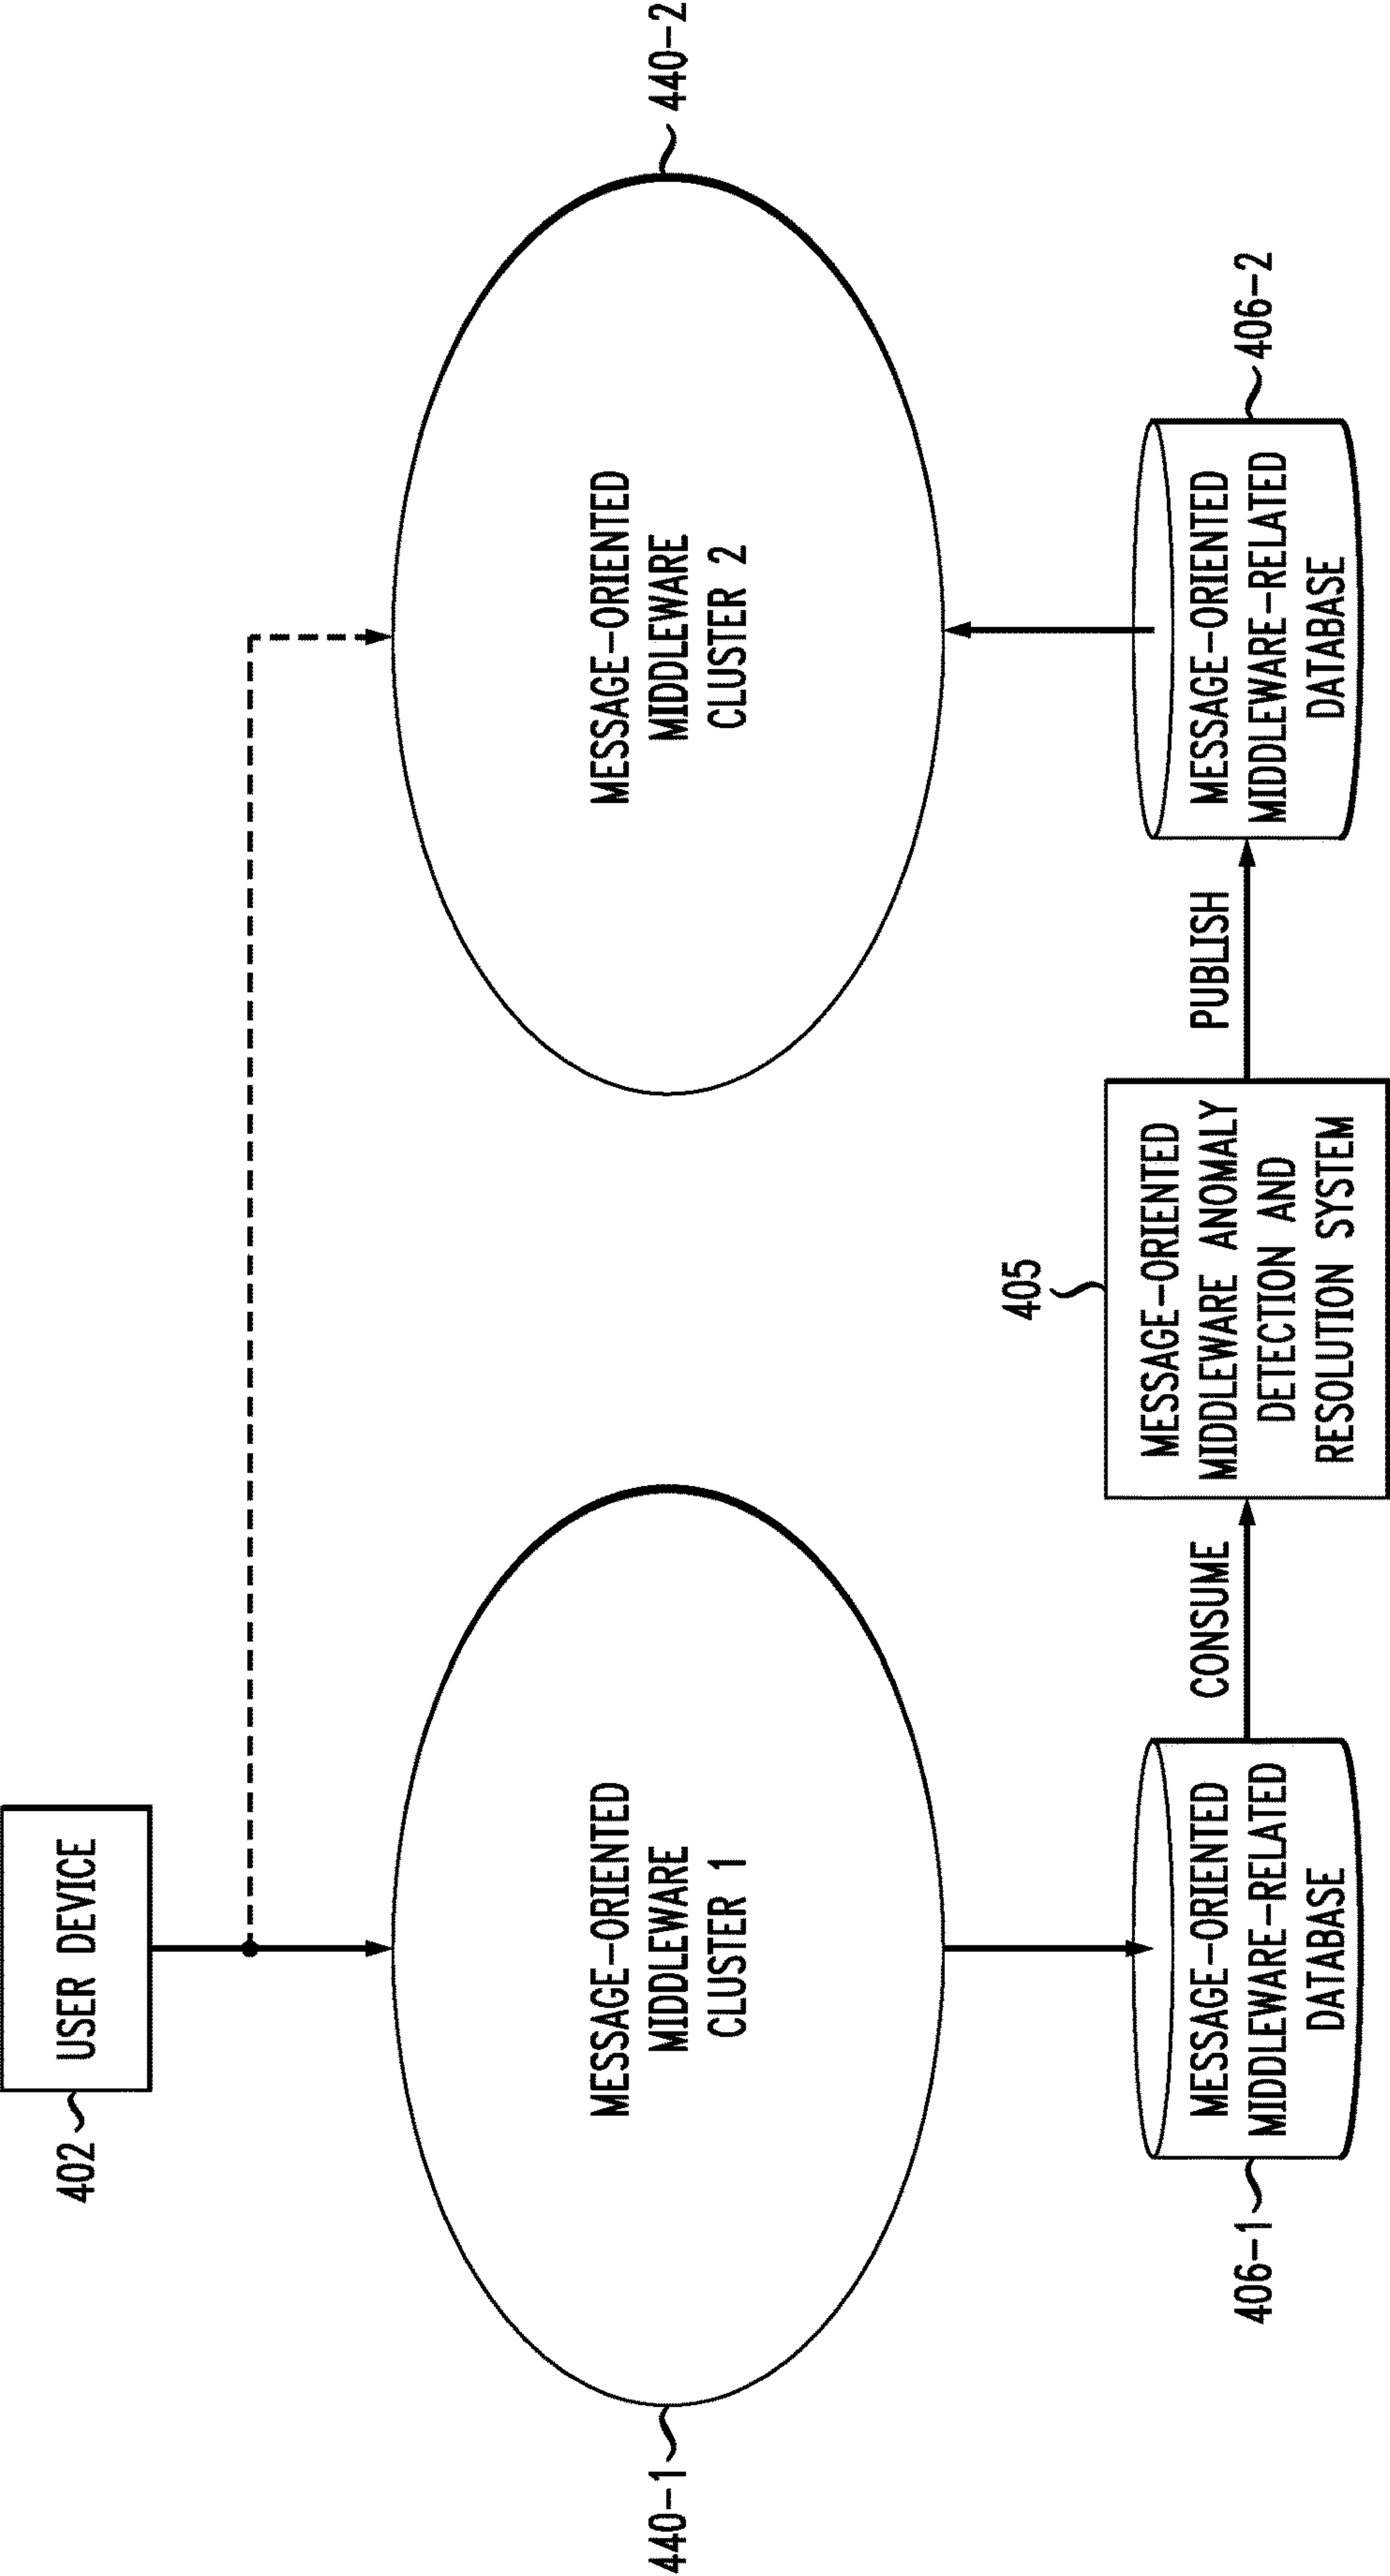 402
USER DEVICE
440-1
MESSAGE-ORIENTED
MIDDLEWARE
CLUSTER 1
MESSAGE-ORIENTED
MIDDLEWARE
CLUSTER 2
440-2
406-1
MESSAGE-ORIENTED
MIDDLEWARE-RELATED
DATABASE
CONSUME
405
MESSAGE-ORIENTED
MIDDLEWARE ANOMALY
DETECTION AND
RESOLUTION SYSTEM
PUBLISH
MESSAGE-ORIENTED
MIDDLEWARE-RELATED
DATABASE
406-2